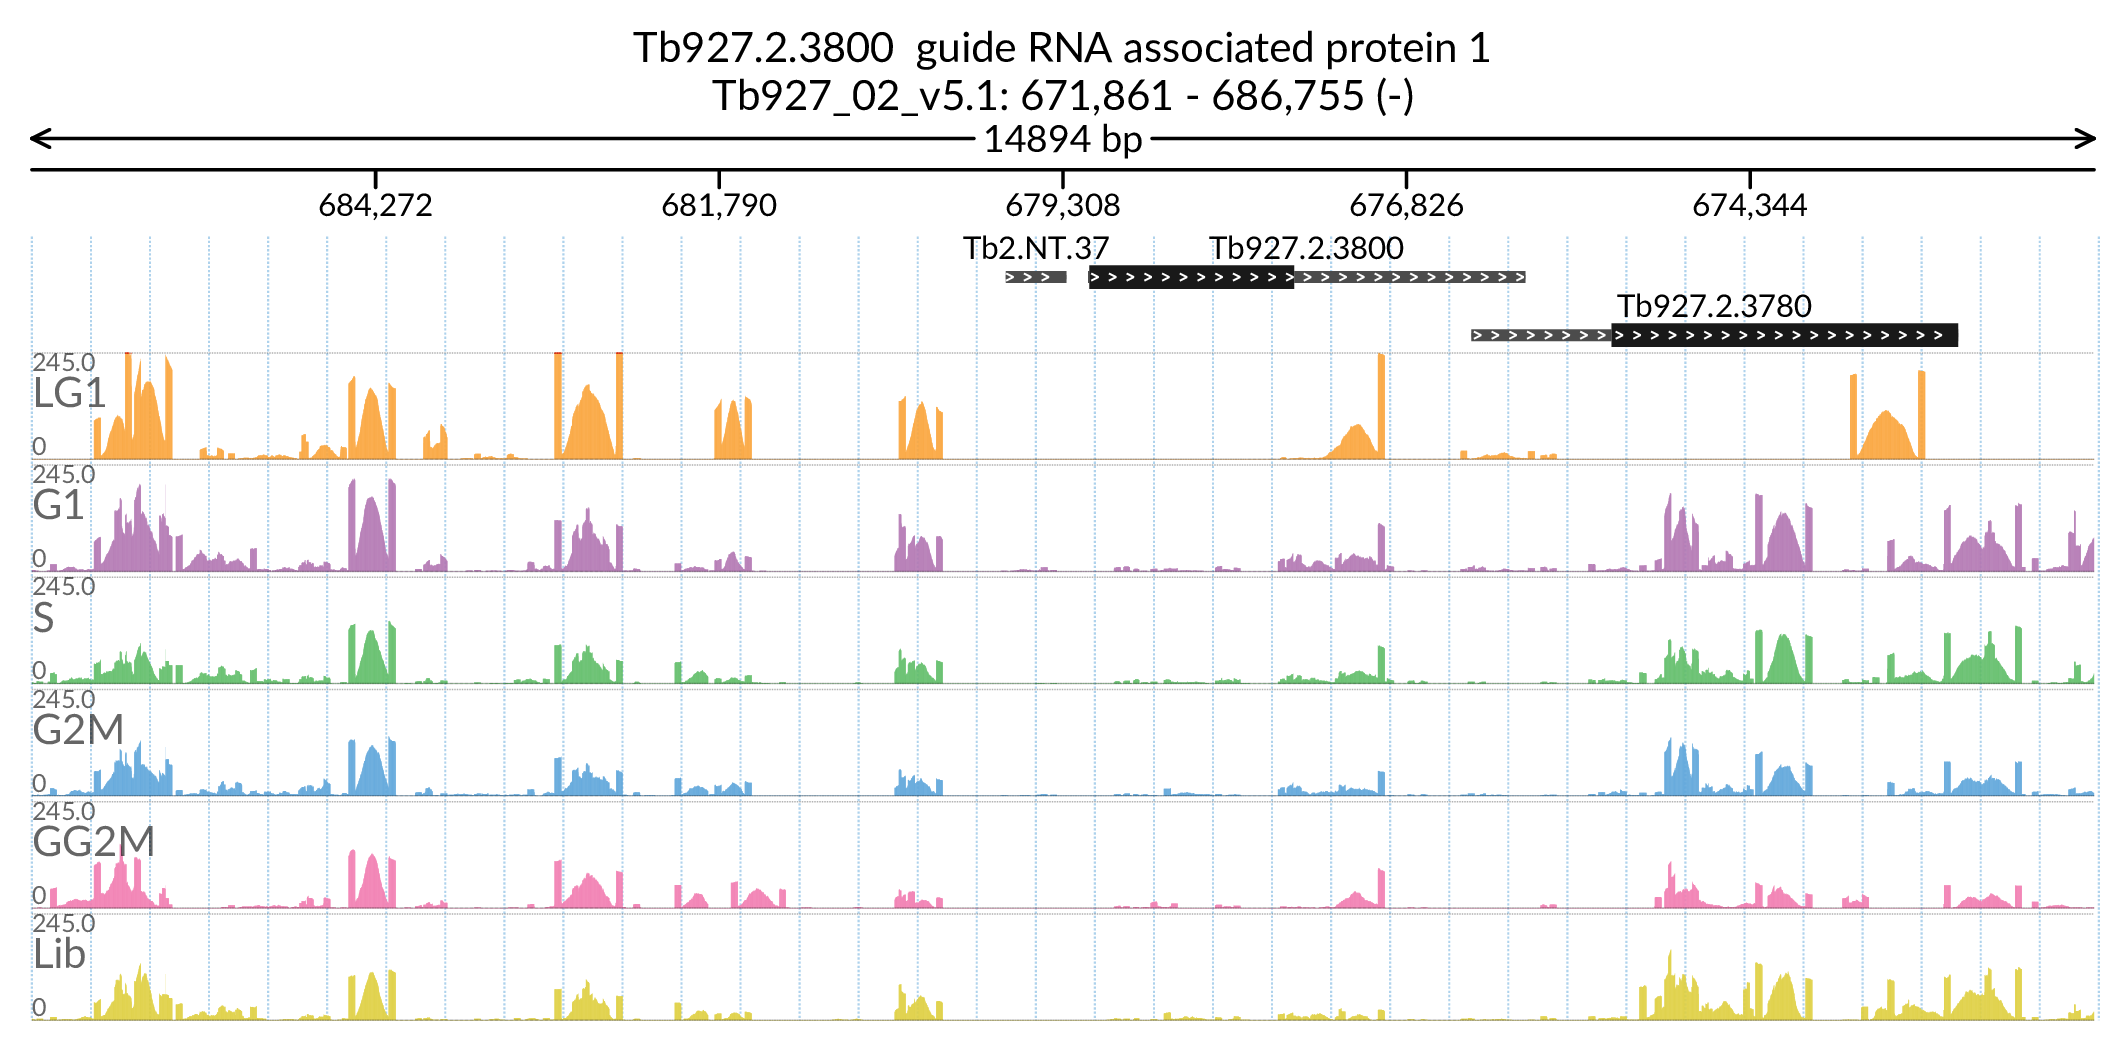 Tb927.2.3800  guide RNA associated protein 1
Tb927_02_v5.1: 671,861 - 686,755 (-)
14894 bp
684,272 681,790 679,308 676,826 674,344
Tb2.NT.37 Tb927.2.3800
Tb927.2.3780
245.0
LG1
0
245.0
G1
0
245.0
S
0
245.0
G2M
0
245.0
GG2M
0
245.0
Lib
0